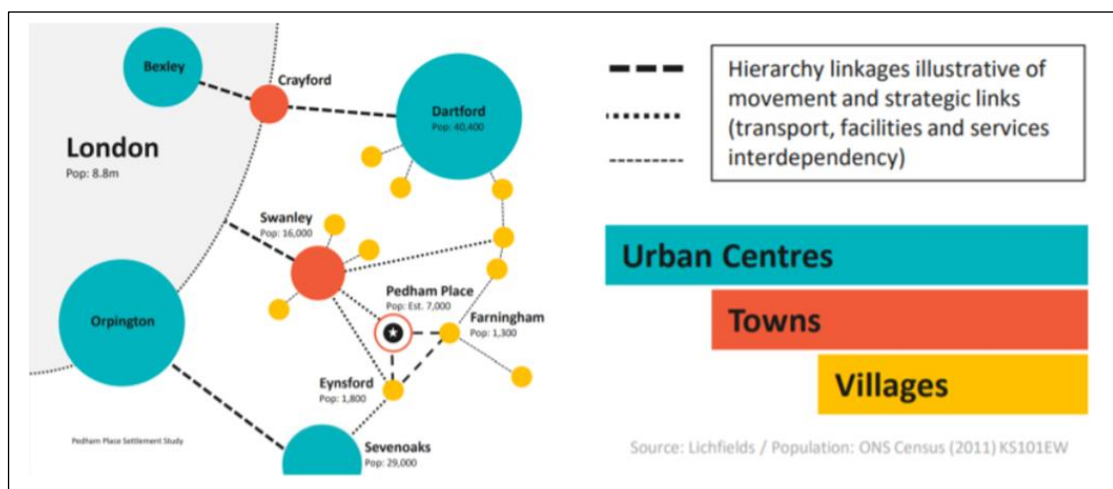 Bexley
Crayford
Dartford
Pop: 40,400
London
Pop: 8.8m
Swanley
Pop: 16,000
Pedham Place
Pop: Est. 7,000
Farningham
Pop: 1,300
Orpington
Eynsford
Pop: 1,800
Sevenoaks
Pop: 29,000
Pedham Place Settlement Study
Hierarchy linkages illustrative of
movement and strategic links
(transport, facilities and services
interdependency)
Urban Centres
Towns
Villages
Source: Lichfields / Population: ONS Census (2011) KS101EW